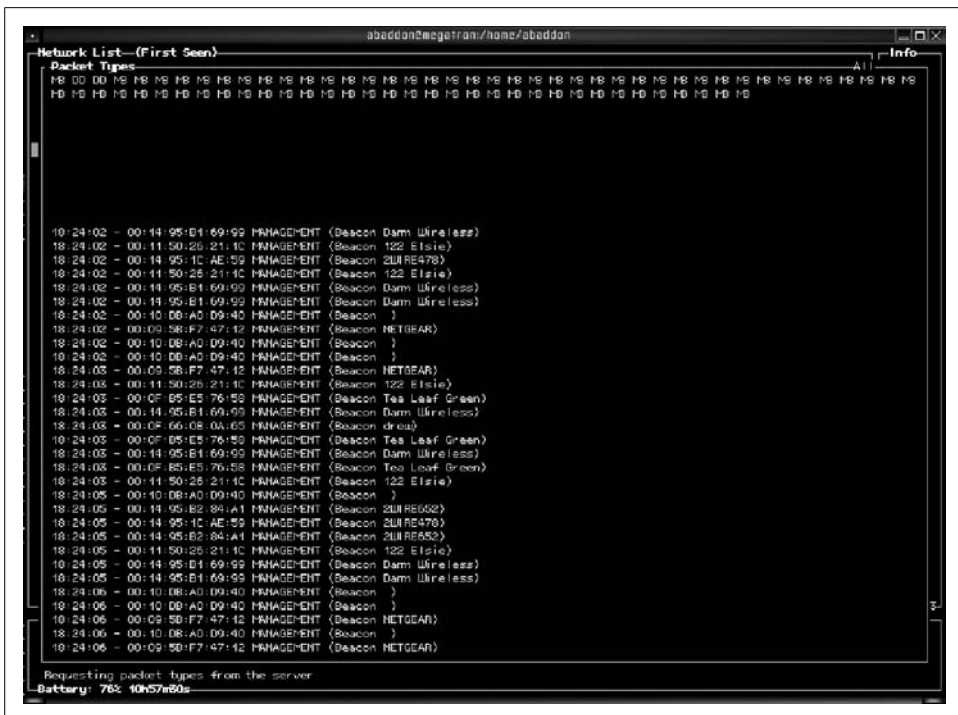 abaddon@megatron:/home/abaddon
Network List—(First Seen)
Info
Packet Types
All
MB DD DD MB MB MB MB MB MB MB MB MB MB MB MB MB MB MB MB MB MB MB MB MB MB MB MB MB MB MB MB MB MB MB MB MB MB MB MB MB MB MB
MB MB MB MB MB MB MB MB MB MB MB MB MB MB MB MB MB MB MB MB MB MB MB MB MB MB MB MB MB MB MB MB MB MB
18:24:02 - 00:14:95:B1:69:99 MANAGEMENT (Beacon Damm Wireless)
18:24:02 - 00:11:50:26:21:1C MANAGEMENT (Beacon 122 Elsie)
18:24:02 - 00:14:95:1C:AE:59 MANAGEMENT (Beacon 2WIRE478)
18:24:02 - 00:11:50:26:21:1C MANAGEMENT (Beacon 122 Elsie)
18:24:02 - 00:14:95:B1:69:99 MANAGEMENT (Beacon Damm Wireless)
18:24:02 - 00:14:95:B1:69:99 MANAGEMENT (Beacon Damm Wireless)
18:24:02 - 00:10:DB:A0:D9:40 MANAGEMENT (Beacon  )
18:24:02 - 00:09:5B:F7:47:12 MANAGEMENT (Beacon NETGEAR)
18:24:02 - 00:10:DB:A0:D9:40 MANAGEMENT (Beacon  )
18:24:02 - 00:10:DB:A0:D9:40 MANAGEMENT (Beacon  )
18:24:03 - 00:09:5B:F7:47:12 MANAGEMENT (Beacon NETGEAR)
18:24:03 - 00:11:50:26:21:1C MANAGEMENT (Beacon 122 Elsie)
18:24:03 - 00:0F:B5:E5:76:58 MANAGEMENT (Beacon Tea Leaf Green)
18:24:03 - 00:14:95:B1:69:99 MANAGEMENT (Beacon Damm Wireless)
18:24:03 - 00:0F:66:0B:0A:65 MANAGEMENT (Beacon drew)
18:24:03 - 00:0F:B5:E5:76:58 MANAGEMENT (Beacon Tea Leaf Green)
18:24:03 - 00:14:95:B1:69:99 MANAGEMENT (Beacon Damm Wireless)
18:24:03 - 00:0F:B5:E5:76:58 MANAGEMENT (Beacon Tea Leaf Green)
18:24:03 - 00:11:50:26:21:1C MANAGEMENT (Beacon 122 Elsie)
18:24:05 - 00:10:DB:A0:D9:40 MANAGEMENT (Beacon  )
18:24:05 - 00:14:95:B2:84:A1 MANAGEMENT (Beacon 2WIRE652)
18:24:05 - 00:14:95:1C:AE:59 MANAGEMENT (Beacon 2WIRE478)
18:24:05 - 00:14:95:B2:84:A1 MANAGEMENT (Beacon 2WIRE652)
18:24:05 - 00:11:50:26:21:1C MANAGEMENT (Beacon 122 Elsie)
18:24:05 - 00:14:95:B1:69:99 MANAGEMENT (Beacon Damm Wireless)
18:24:05 - 00:14:95:B1:69:99 MANAGEMENT (Beacon Damm Wireless)
18:24:06 - 00:10:DB:A0:D9:40 MANAGEMENT (Beacon  )
18:24:06 - 00:10:DB:A0:D9:40 MANAGEMENT (Beacon  )
18:24:06 - 00:09:5B:F7:47:12 MANAGEMENT (Beacon NETGEAR)
18:24:06 - 00:10:DB:A0:D9:40 MANAGEMENT (Beacon  )
18:24:06 - 00:09:5B:F7:47:12 MANAGEMENT (Beacon NETGEAR)
Requesting packet types from the server
Battery: 76% 10h57m30s